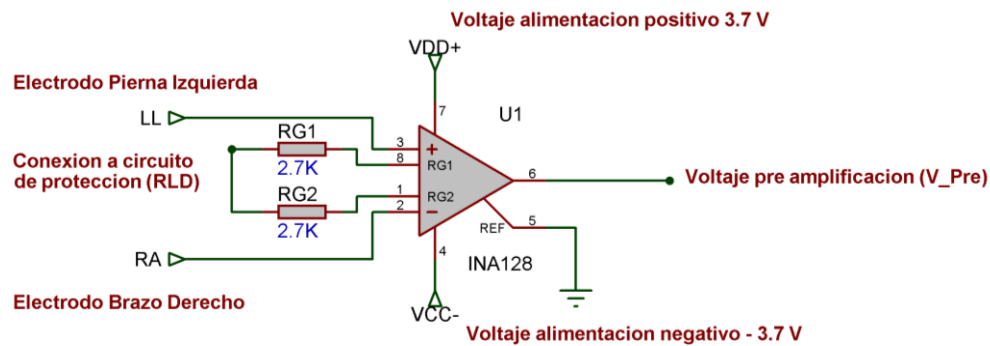 Voltaje alimentacion positivo 3.7 V
VDD+
Electrodo Pierna Izquierda
LL
7
U1
RG1
2.7K
3
8
+
RG1
Conexion a circuito
de proteccion (RLD)
RG2
2.7K
1
2
RG2
−
6
Voltaje pre amplificacion (V_Pre)
REF
5
RA
4
INA128
Electrodo Brazo Derecho
VCC-
Voltaje alimentacion negativo - 3.7 V